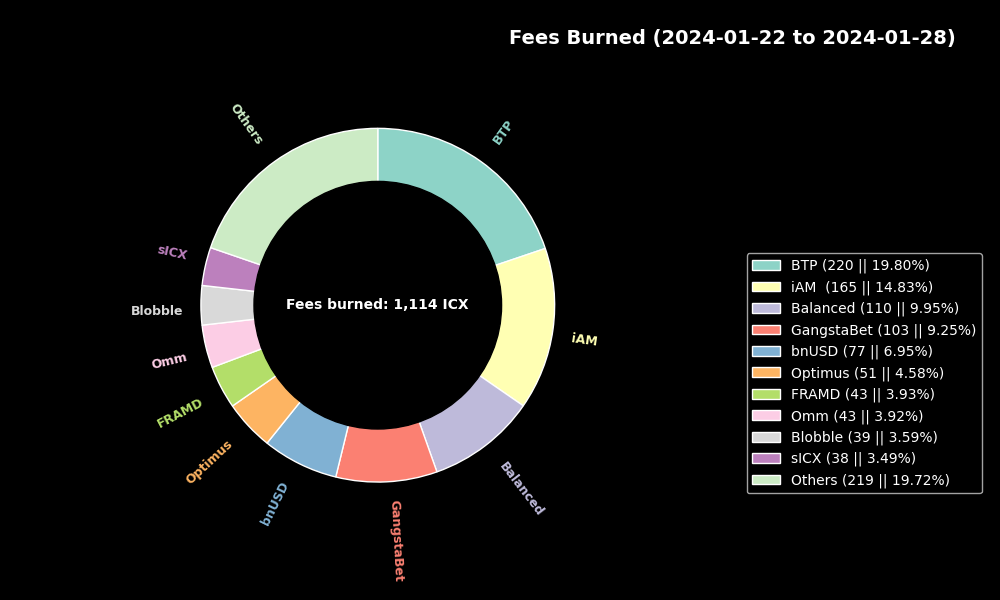 Fees Burned (2024-01-22 to 2024-01-28)
Others
BTP
sICX
iAM
Blobble
Fees burned: 1,114 ICX
Omm
FRAMD
Optimus
bnUSD
GangstaBet
Balanced
BTP (220 || 19.80%)
iAM  (165 || 14.83%)
Balanced (110 || 9.95%)
GangstaBet (103 || 9.25%)
bnUSD (77 || 6.95%)
Optimus (51 || 4.58%)
FRAMD (43 || 3.93%)
Omm (43 || 3.92%)
Blobble (39 || 3.59%)
sICX (38 || 3.49%)
Others (219 || 19.72%)